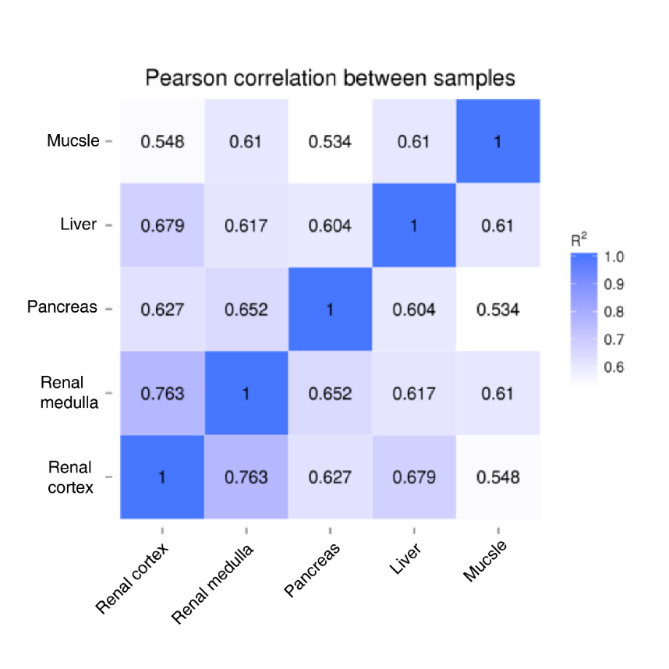 Pearson correlation between samples
Mucsle 0.548 0.61 0.534 0.61 1
Liver 0.679 0.617 0.604 1 0.61
R²
1.0
0.9
0.8
0.7
0.6
Pancreas 0.627 0.652 1 0.604 0.534
Renal
medulla 0.763 1 0.652 0.617 0.61
Renal
cortex 1 0.763 0.627 0.679 0.548
Renal cortex
Renal medulla
Pancreas
Liver
Mucsle